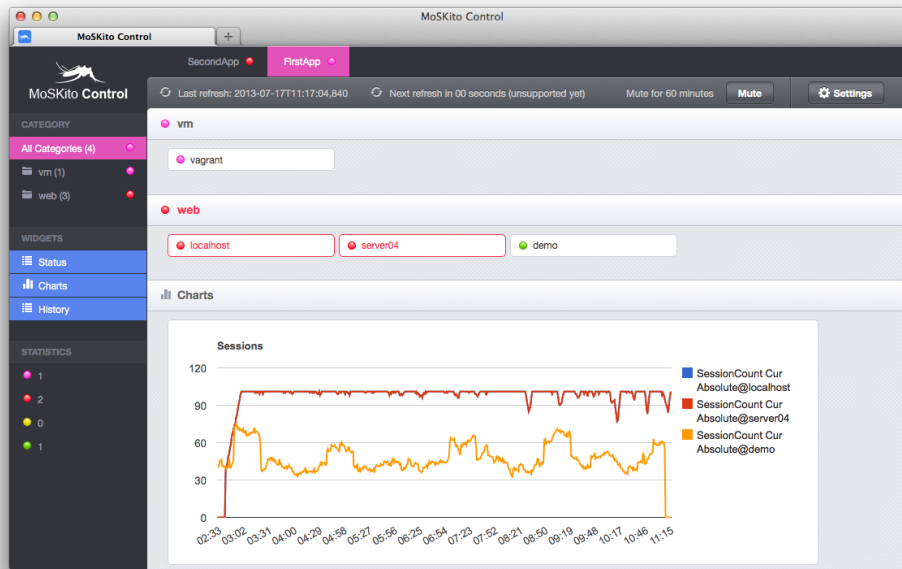 MoSKito Control
MoSKito Control
+
SecondApp
FirstApp
MoSKito Control
Last refresh: 2013-07-17T11:17:04,840
Next refresh in 00 seconds (unsupported yet)
Mute for 60 minutes
Mute
Settings
CATEGORY
All Categories (4)
vm (1)
web (3)
WIDGETS
Status
Charts
History
STATISTICS
1
2
0
1
vm
vagrant
web
localhost
server04
demo
Charts
Sessions
120
90
60
30
0
02:33
03:02
03:31
04:00
04:29
04:58
05:27
05:56
06:25
06:54
07:23
07:52
08:21
08:50
09:19
09:48
10:17
10:46
11:15
SessionCount Cur
Absolute@localhost
SessionCount Cur
Absolute@server04
SessionCount Cur
Absolute@demo